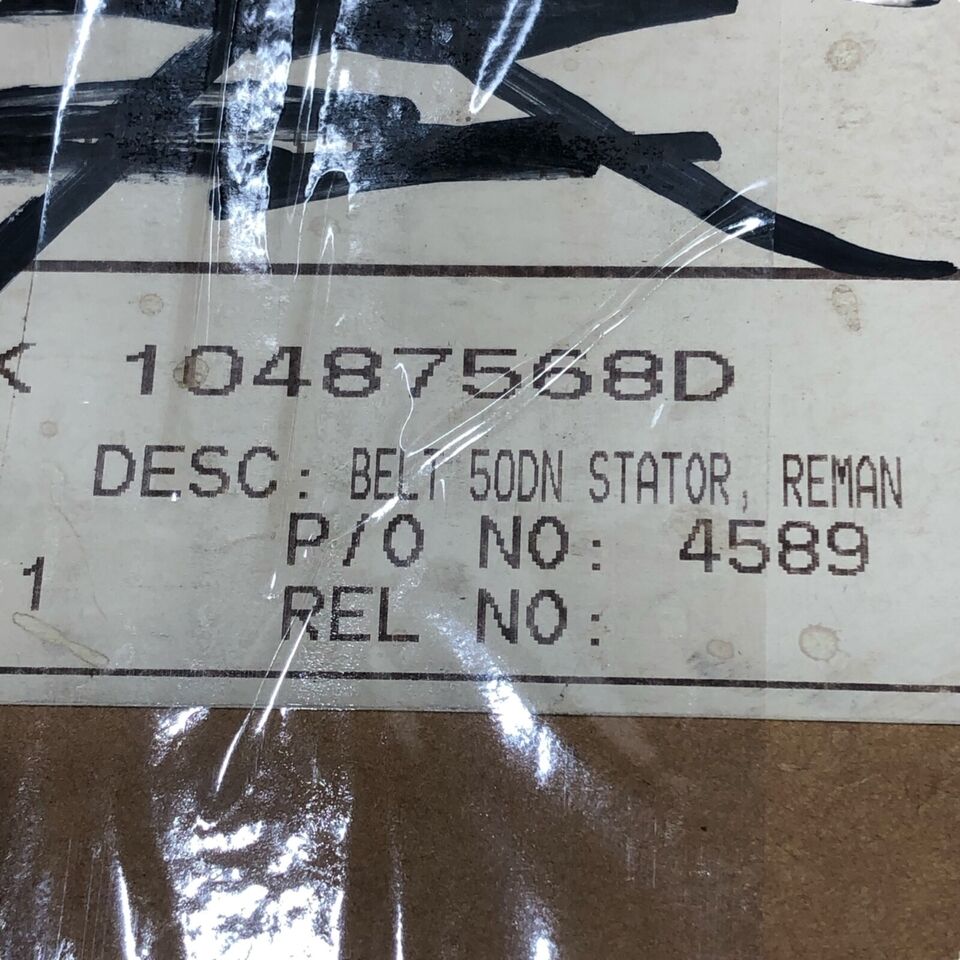 10487568D
DESC: BELT 50DN STATOR, REMAN
P/O NO: 4589
1
REL NO: